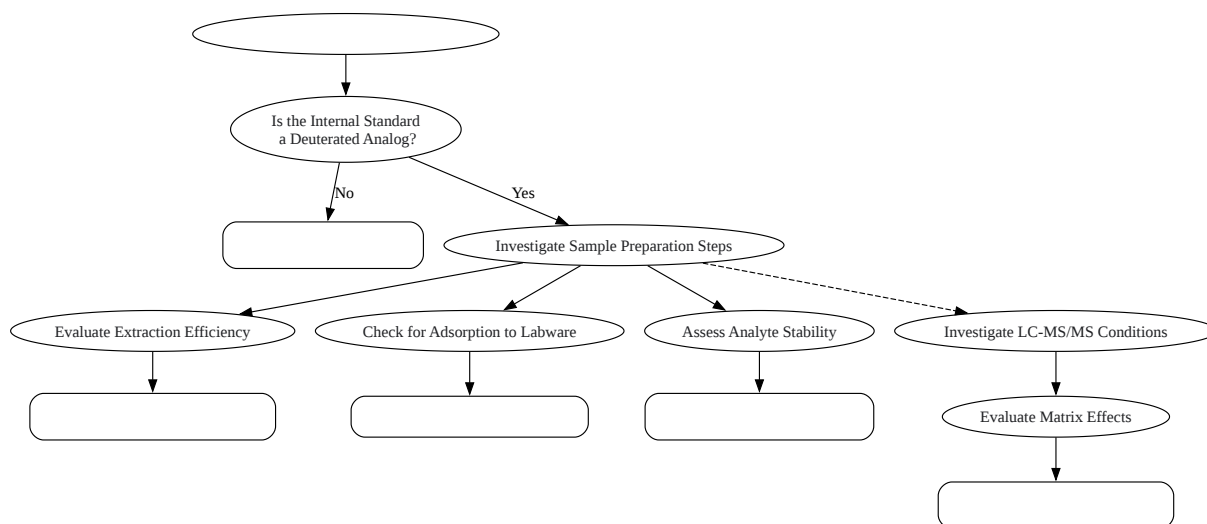 Is the Internal Standard
a Deuterated Analog?
No
Yes
Investigate Sample Preparation Steps
Evaluate Extraction Efficiency
Check for Adsorption to Labware
Assess Analyte Stability
Investigate LC-MS/MS Conditions
Evaluate Matrix Effects